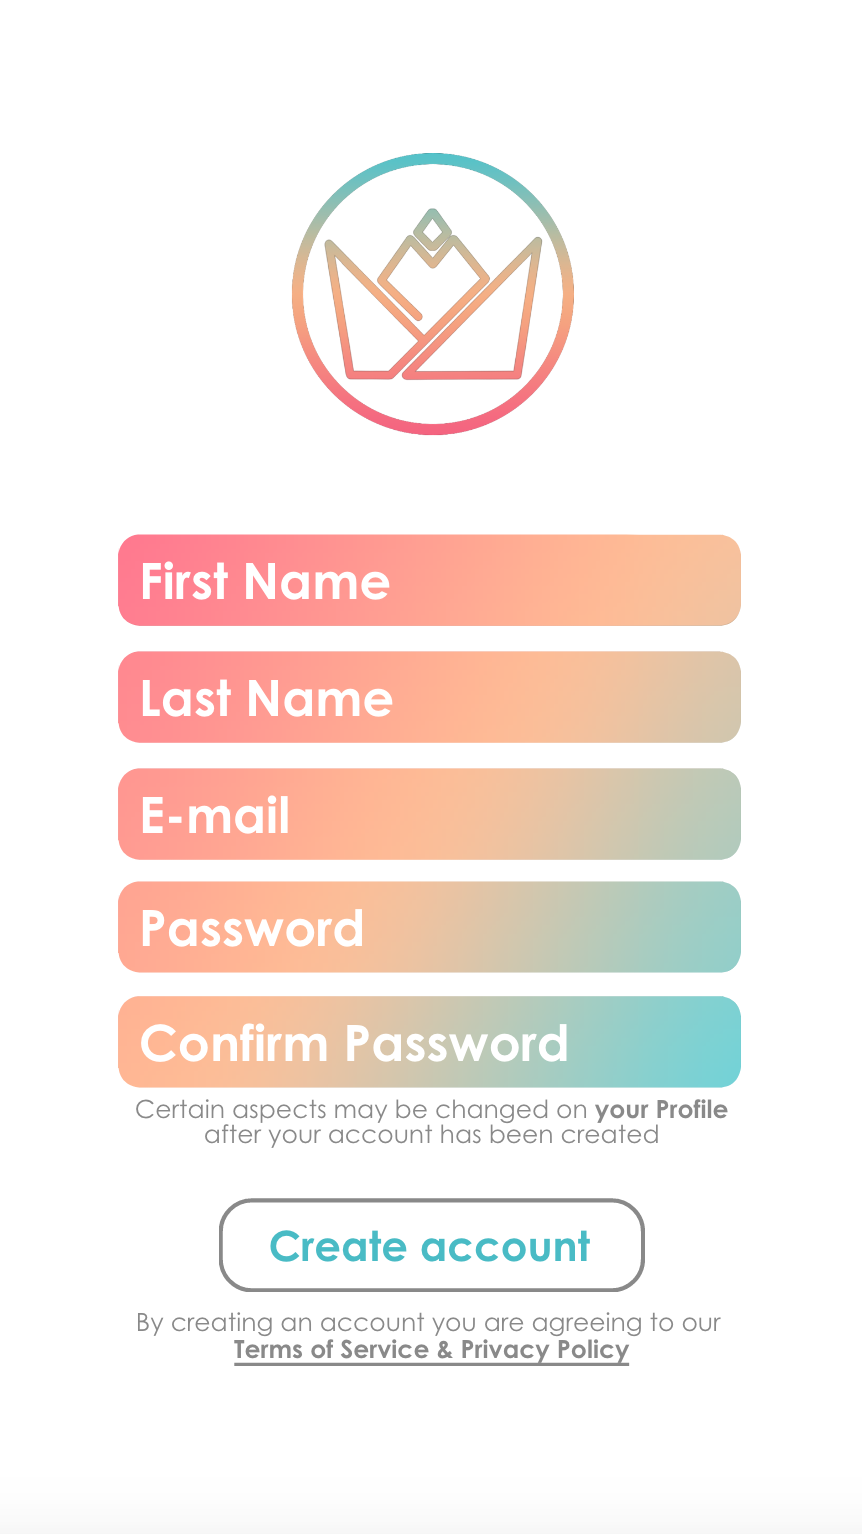 First Name
Last Name
E-mail
Password
Confirm Password
Certain aspects may be changed on your Profile
after your account has been created
Create account
By creating an account you are agreeing to our
Terms of Service & Privacy Policy